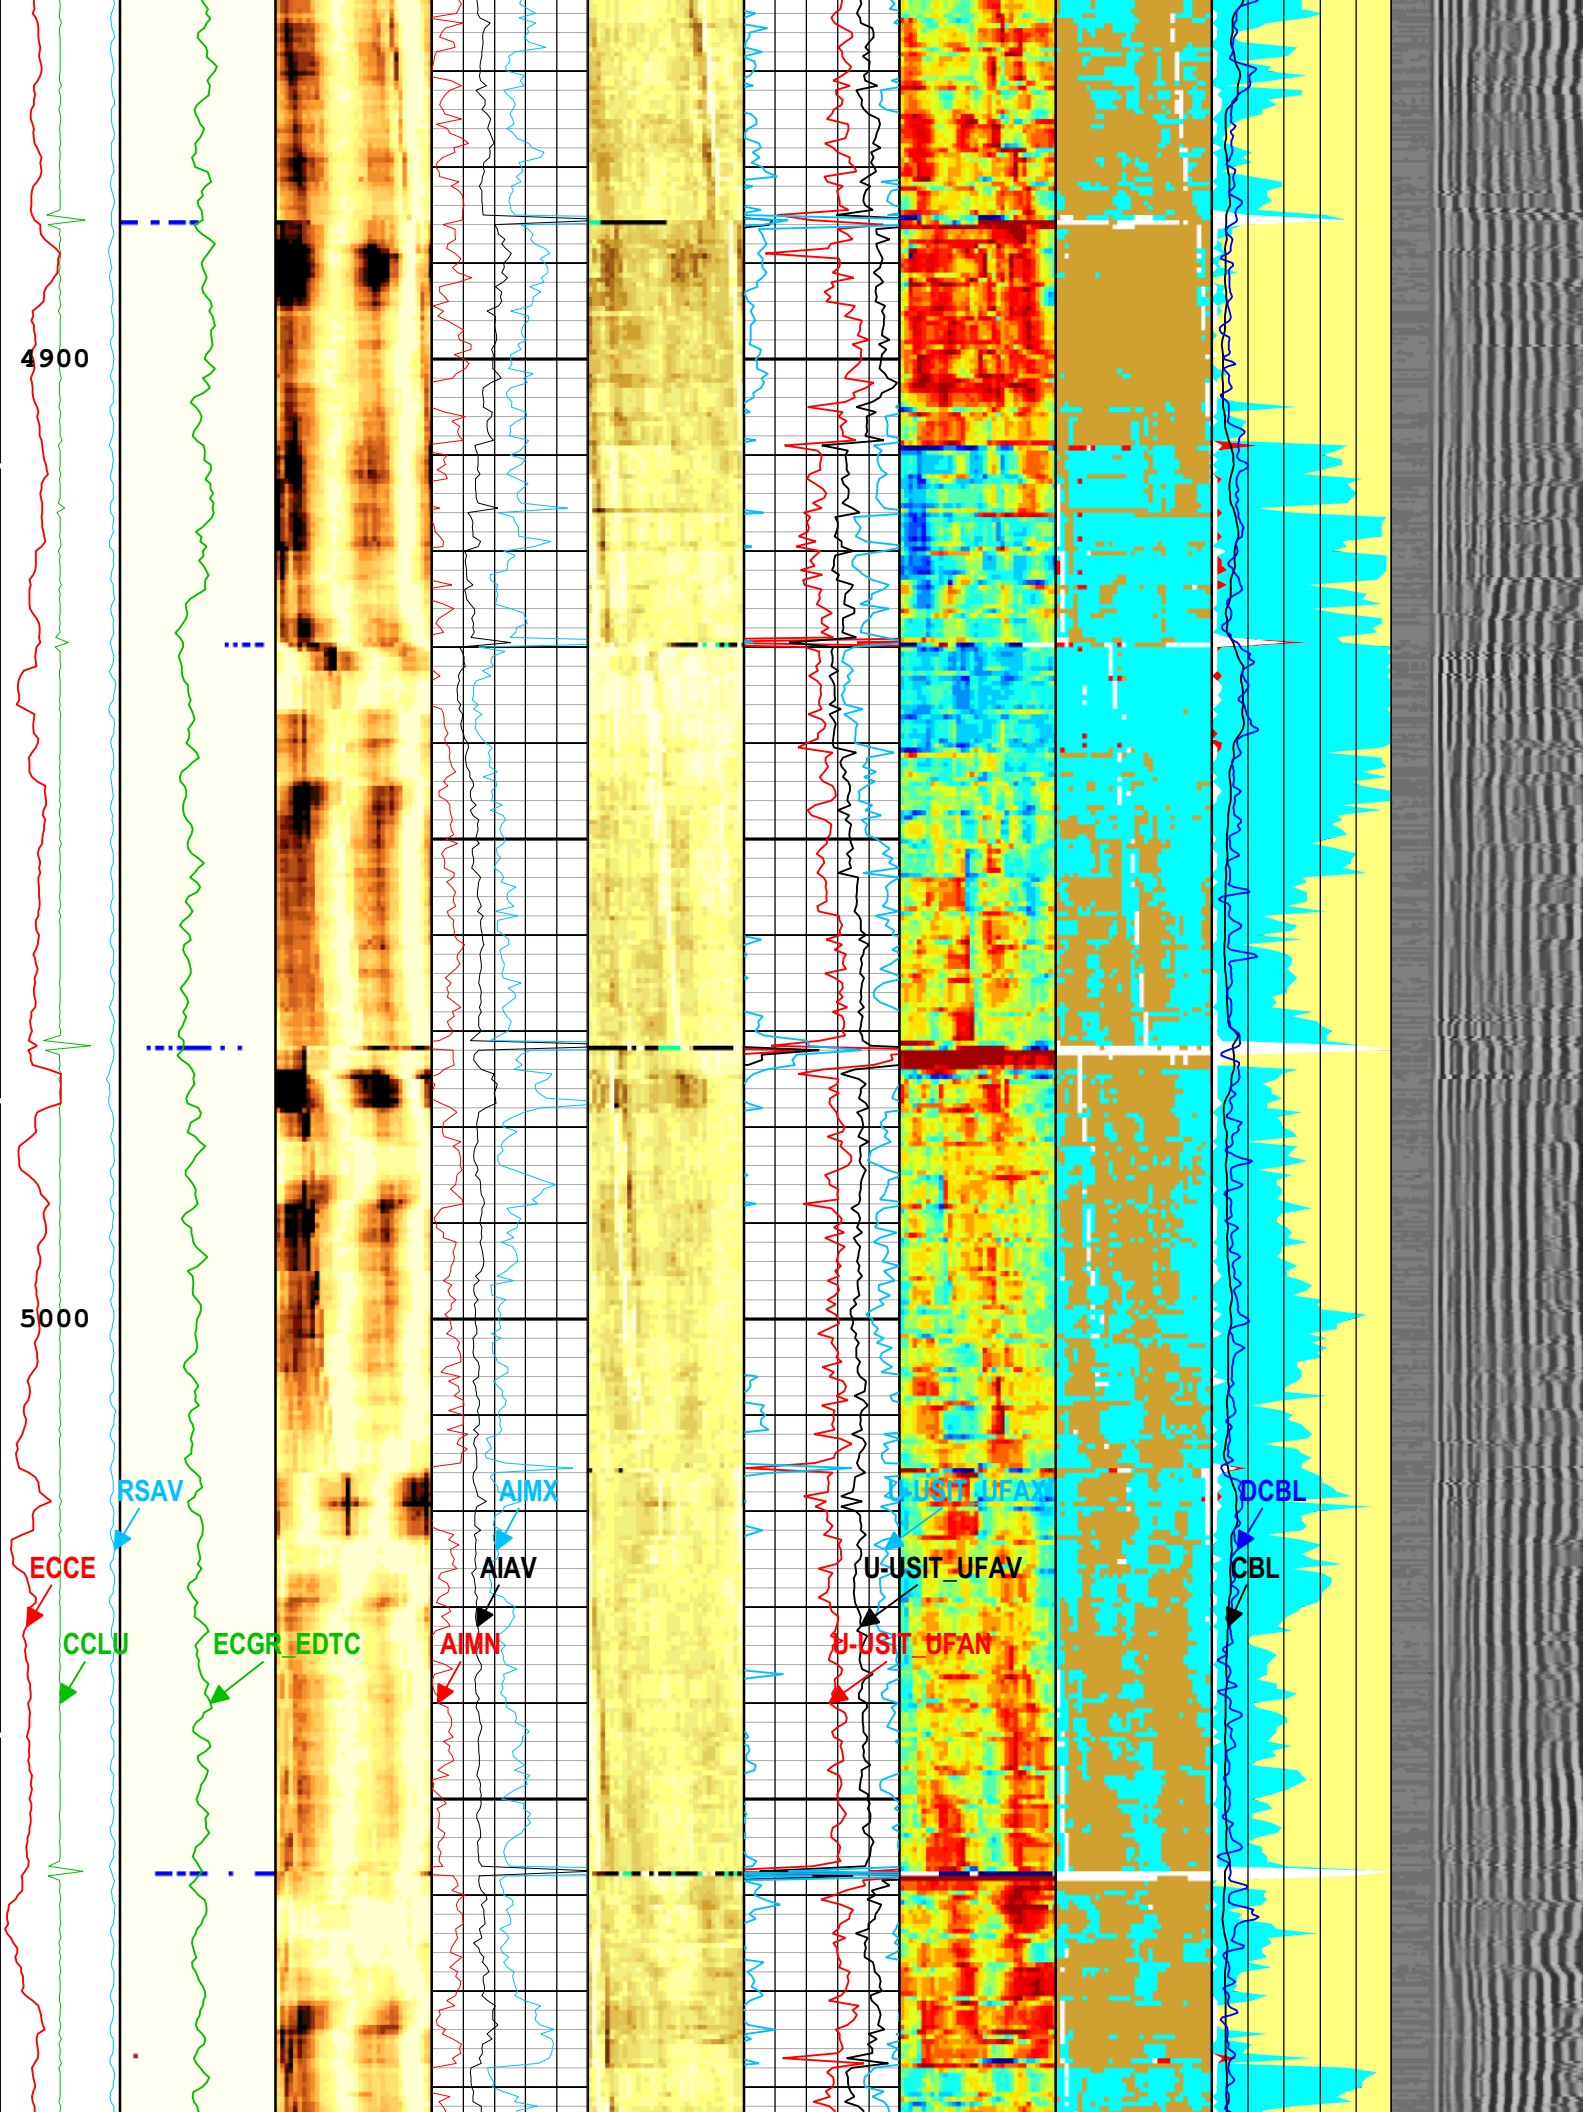 4900
5000
RSAV
AIMX
U-USIT_UFAX
DCBL
ECCE
AIAV
U-USIT_UFAV
CBL
CCLU
ECGR_EDTC
AIMN
U-USIT_UFAN